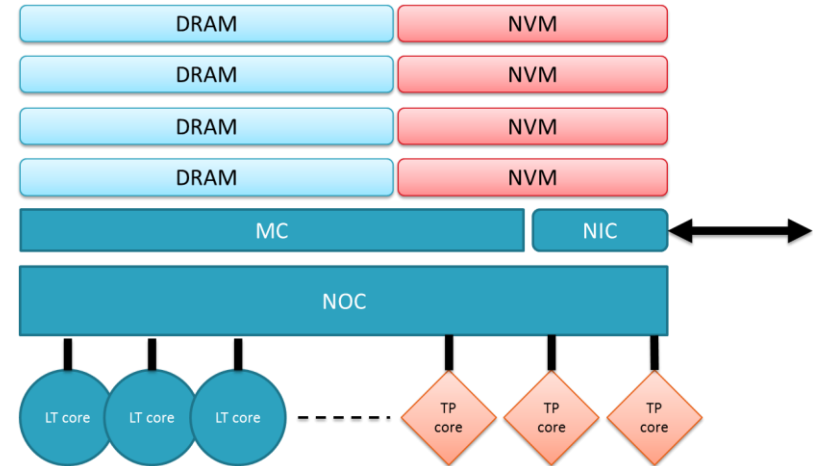 DRAM NVM
DRAM NVM
DRAM NVM
DRAM NVM
MC NIC
NOC
LT core LT core LT core TP core TP core TP core